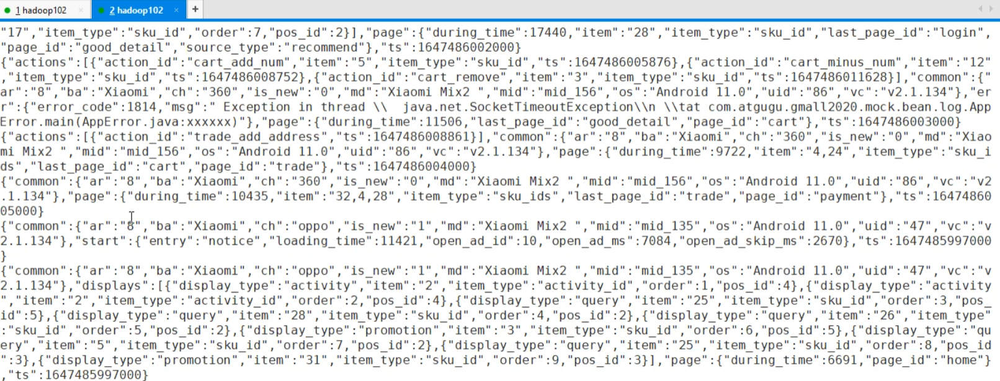 1 hadoop102 × 2 hadoop102 × +
"17","item_type":"sku_id","order":7,"pos_id":2}],"page":{"during_time":17440,"item":"28","item_type":"sku_id","last_page_id":"login",
"page_id":"good_detail","source_type":"recommend"},"ts":1647486002000}
{"actions":[{"action_id":"cart_add_num","item":"5","item_type":"sku_id","ts":1647486005876},{"action_id":"cart_minus_num","item":"12"
,"item_type":"sku_id","ts":1647486008752},{"action_id":"cart_remove","item":"3","item_type":"sku_id","ts":1647486011628}],"common":{"
ar":"8","ba":"Xiaomi","ch":"360","is_new":"0","md":"Xiaomi Mix2 ","mid":"mid_156","os":"Android 11.0","uid":"86","vc":"v2.1.134"},"er
r":{"error_code":1814,"msg":" Exception in thread \\  java.net.SocketTimeoutException\\n \\tat com.atgugu.gmall2020.mock.bean.log.App
Error.main(AppError.java:xxxxxx)"},"page":{"during_time":11506,"last_page_id":"good_detail","page_id":"cart"},"ts":1647486003000}
{"actions":[{"action_id":"trade_add_address","ts":1647486008861}],"common":{"ar":"8","ba":"Xiaomi","ch":"360","is_new":"0","md":"Xiao
mi Mix2 ","mid":"mid_156","os":"Android 11.0","uid":"86","vc":"v2.1.134"},"page":{"during_time":9722,"item":"4,24","item_type":"sku_i
ds","last_page_id":"cart","page_id":"trade"},"ts":1647486004000}
{"common":{"ar":"8","ba":"Xiaomi","ch":"360","is_new":"0","md":"Xiaomi Mix2 ","mid":"mid_156","os":"Android 11.0","uid":"86","vc":"v2
.1.134"},"page":{"during_time":10435,"item":"32,4,28","item_type":"sku_ids","last_page_id":"trade","page_id":"payment"},"ts":16474860
05000}
{"common":{"ar":"8","ba":"Xiaomi","ch":"oppo","is_new":"1","md":"Xiaomi Mix2 ","mid":"mid_135","os":"Android 11.0","uid":"47","vc":"v
2.1.134"},"start":{"entry":"notice","loading_time":11421,"open_ad_id":10,"open_ad_ms":7084,"open_ad_skip_ms":2670},"ts":1647485997000
}
{"common":{"ar":"8","ba":"Xiaomi","ch":"oppo","is_new":"1","md":"Xiaomi Mix2 ","mid":"mid_135","os":"Android 11.0","uid":"47","vc":"v
2.1.134"},"displays":[{"display_type":"activity","item":"2","item_type":"activity_id","order":1,"pos_id":4},{"display_type":"activity
","item":"2","item_type":"activity_id","order":2,"pos_id":4},{"display_type":"query","item":"25","item_type":"sku_id","order":3,"pos_
id":5},{"display_type":"query","item":"28","item_type":"sku_id","order":4,"pos_id":2},{"display_type":"query","item":"26","item_type"
:"sku_id","order":5,"pos_id":2},{"display_type":"promotion","item":"3","item_type":"sku_id","order":6,"pos_id":5},{"display_type":"qu
ery","item":"5","item_type":"sku_id","order":7,"pos_id":2},{"display_type":"query","item":"25","item_type":"sku_id","order":8,"pos_id
":3},{"display_type":"promotion","item":"31","item_type":"sku_id","order":9,"pos_id":3}],"page":{"during_time":6691,"page_id":"home"}
,"ts":1647485997000}